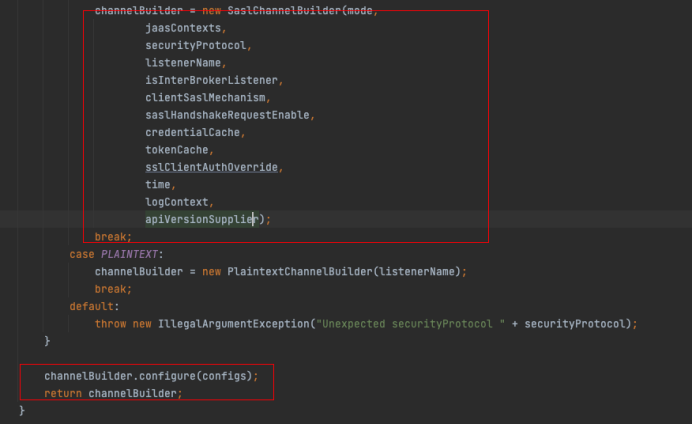 channelBuilder = new SaslChannelBuilder(mode,
jaasContexts,
securityProtocol,
listenerName,
isInterBrokerListener,
clientSaslMechanism,
saslHandshakeRequestEnable,
credentialCache,
tokenCache,
sslClientAuthOverride,
time,
logContext,
apiVersionSupplier);
break;
case PLAINTEXT:
channelBuilder = new PlaintextChannelBuilder(listenerName);
break;
default:
throw new IllegalArgumentException("Unexpected securityProtocol " + securityProtocol);
}
channelBuilder.configure(configs);
return channelBuilder;
}